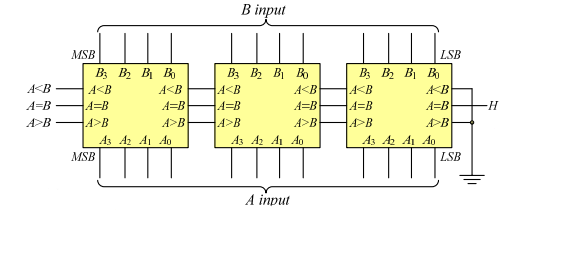 B input
MSB LSB
B3 B2 B1 B0 B3 B2 B1 B0 B3 B2 B1 B0
A<B A<B A<B A<B A<B A<B A<B
A=B A=B A=B A=B A=B A=B A=B H
A>B A>B A>B A>B A>B A>B A>B
A3 A2 A1 A0 A3 A2 A1 A0 A3 A2 A1 A0
MSB LSB
A input